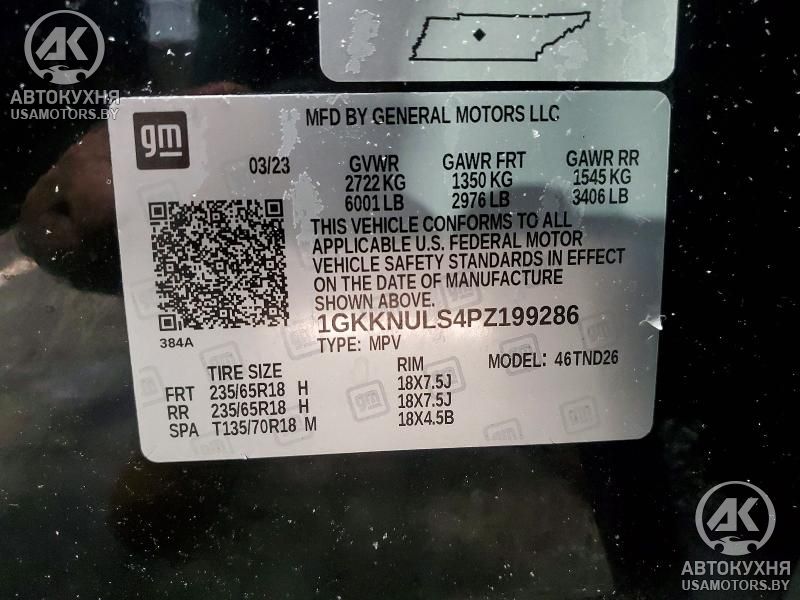 AK
АВТОКУХНЯ
USAMOTORS.BY
gm
MFD BY GENERAL MOTORS LLC
03/23 GVWR GAWR FRT GAWR RR
2722 KG 1350 KG 1545 KG
6001 LB 2976 LB 3406 LB
THIS VEHICLE CONFORMS TO ALL
APPLICABLE U.S. FEDERAL MOTOR
VEHICLE SAFETY STANDARDS IN EFFECT
ON THE DATE OF MANUFACTURE
SHOWN ABOVE.
384A
1GKKNULS4PZ199286
TYPE: MPV MODEL: 46TND26
TIRE SIZE RIM
FRT 235/65R18 H 18X7.5J
RR 235/65R18 H 18X7.5J
SPA T135/70R18 M 18X4.5B
AK
АВТОКУХНЯ
USAMOTORS.BY